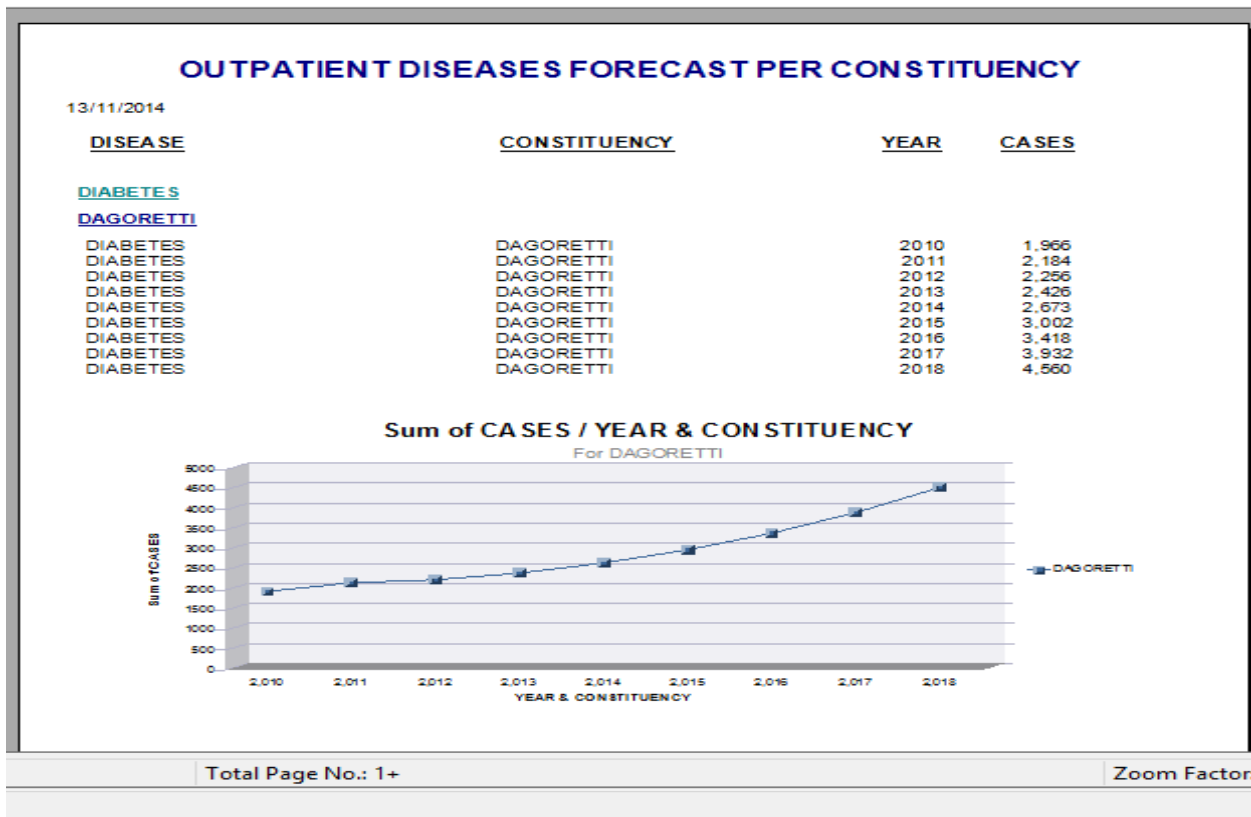 OUTPATIENT DISEASES FORECAST PER CONSTITUENCY
13/11/2014
DISEASE CONSTITUENCY YEAR CASES
DIABETES
DAGORETTI
DIABETES DAGORETTI 2010 1,966
DIABETES DAGORETTI 2011 2,184
DIABETES DAGORETTI 2012 2,256
DIABETES DAGORETTI 2013 2,426
DIABETES DAGORETTI 2014 2,673
DIABETES DAGORETTI 2015 3,002
DIABETES DAGORETTI 2016 3,418
DIABETES DAGORETTI 2017 3,932
DIABETES DAGORETTI 2018 4,560
Sum of CASES / YEAR & CONSTITUENCY
For DAGORETTI
5000
4500
4000
3500
3000
2500
2000
1500
1000
500
0
Sum of CASES
DAGORETTI
2,010 2,011 2,012 2,013 2,014 2,015 2,016 2,017 2,018
YEAR & CONSTITUENCY
Total Page No.: 1+ Zoom Factor